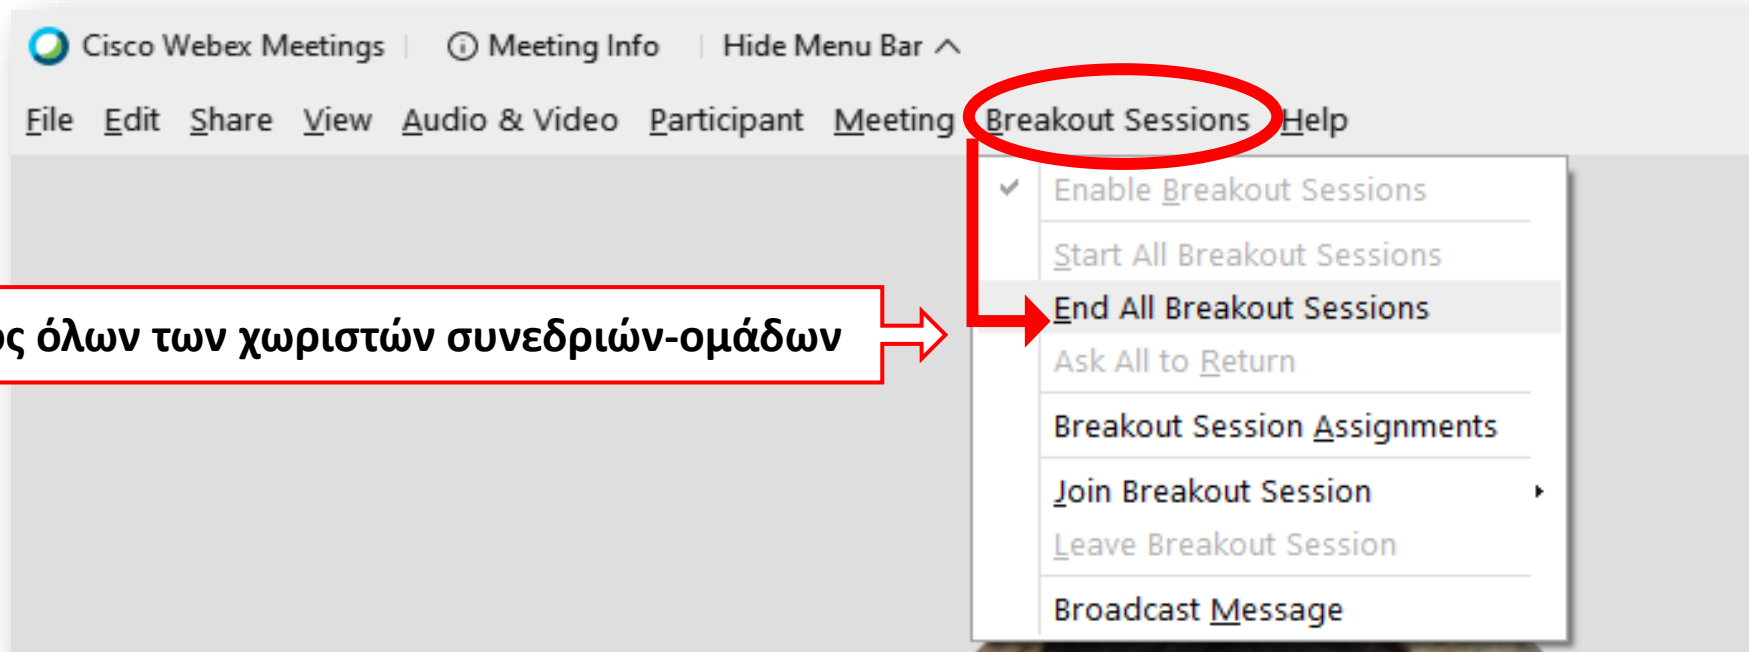 Cisco Webex Meetings Meeting Info Hide Menu Bar
File Edit Share View Audio & Video Participant Meeting Breakout Sessions Help
Enable Breakout Sessions
Start All Breakout Sessions
End All Breakout Sessions
όλων των χωριστών συνεδριών-ομάδων
Ask All to Return
Breakout Session Assignments
Join Breakout Session
Leave Breakout Session
Broadcast Message